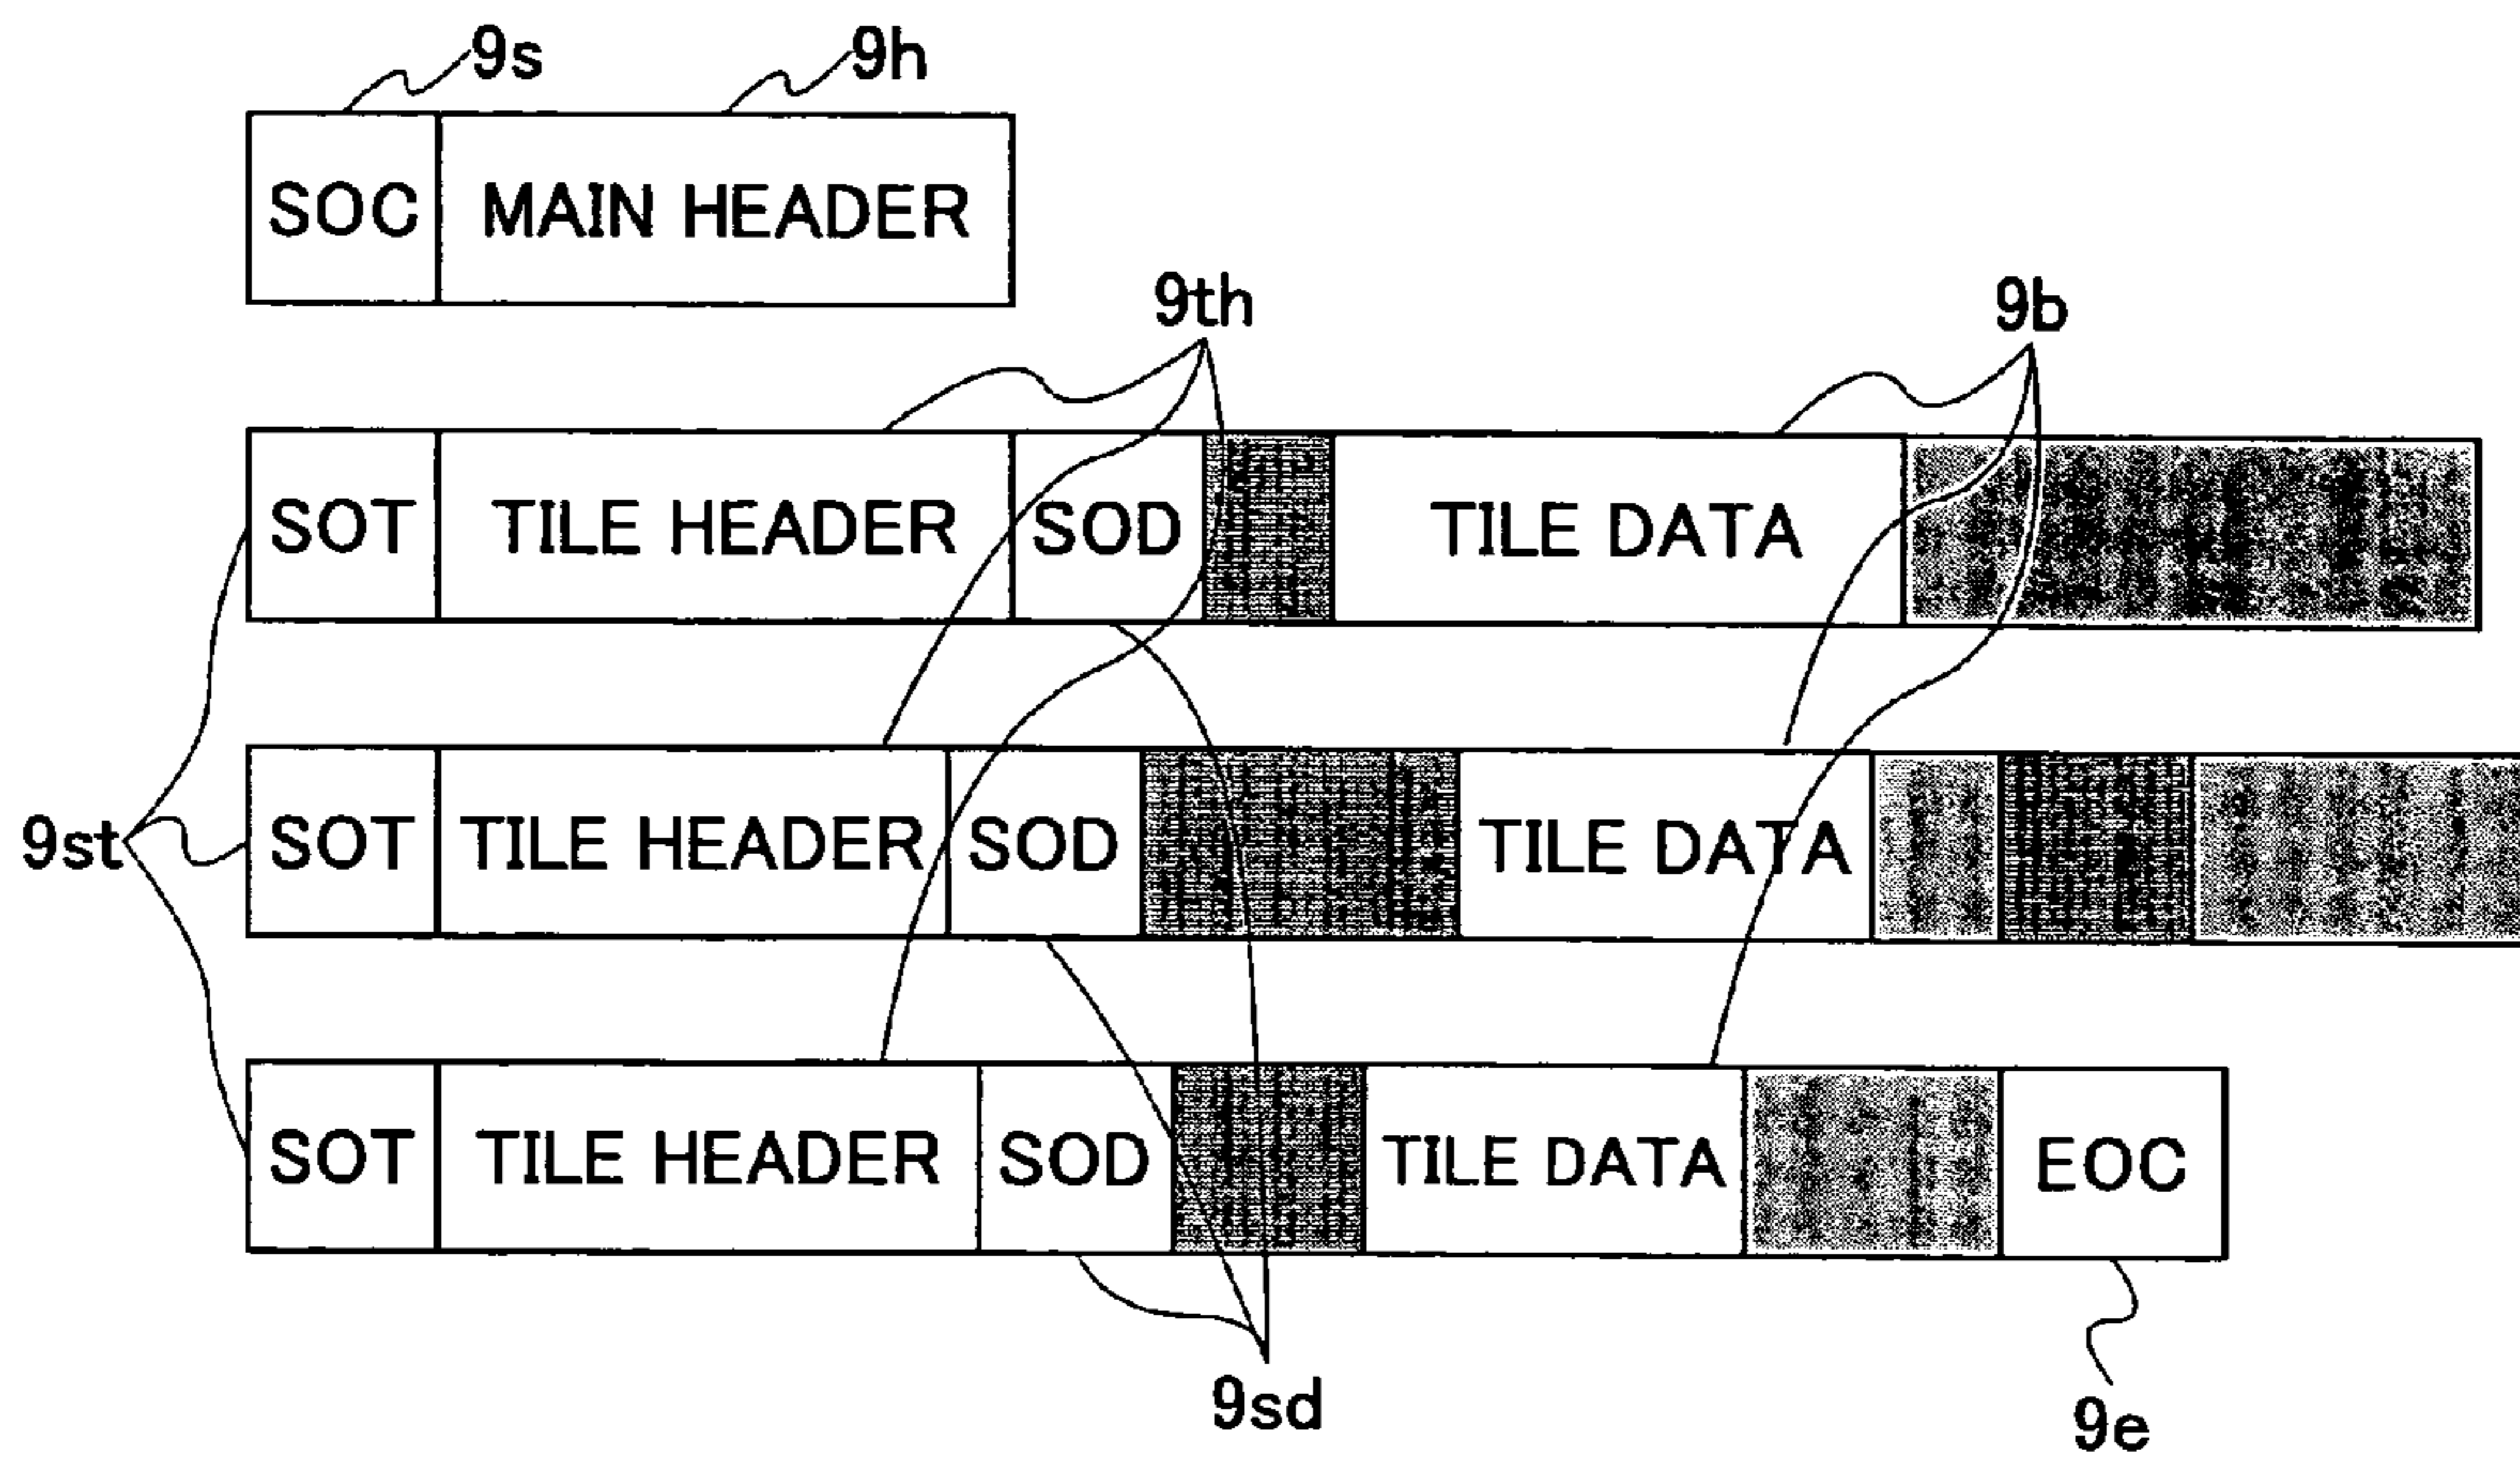 9s 9h
SOC MAIN HEADER
9th 9b
SOT TILE HEADER SOD TILE DATA
9st SOT TILE HEADER SOD TILE DATA
SOT TILE HEADER SOD TILE DATA EOC
9sd 9e